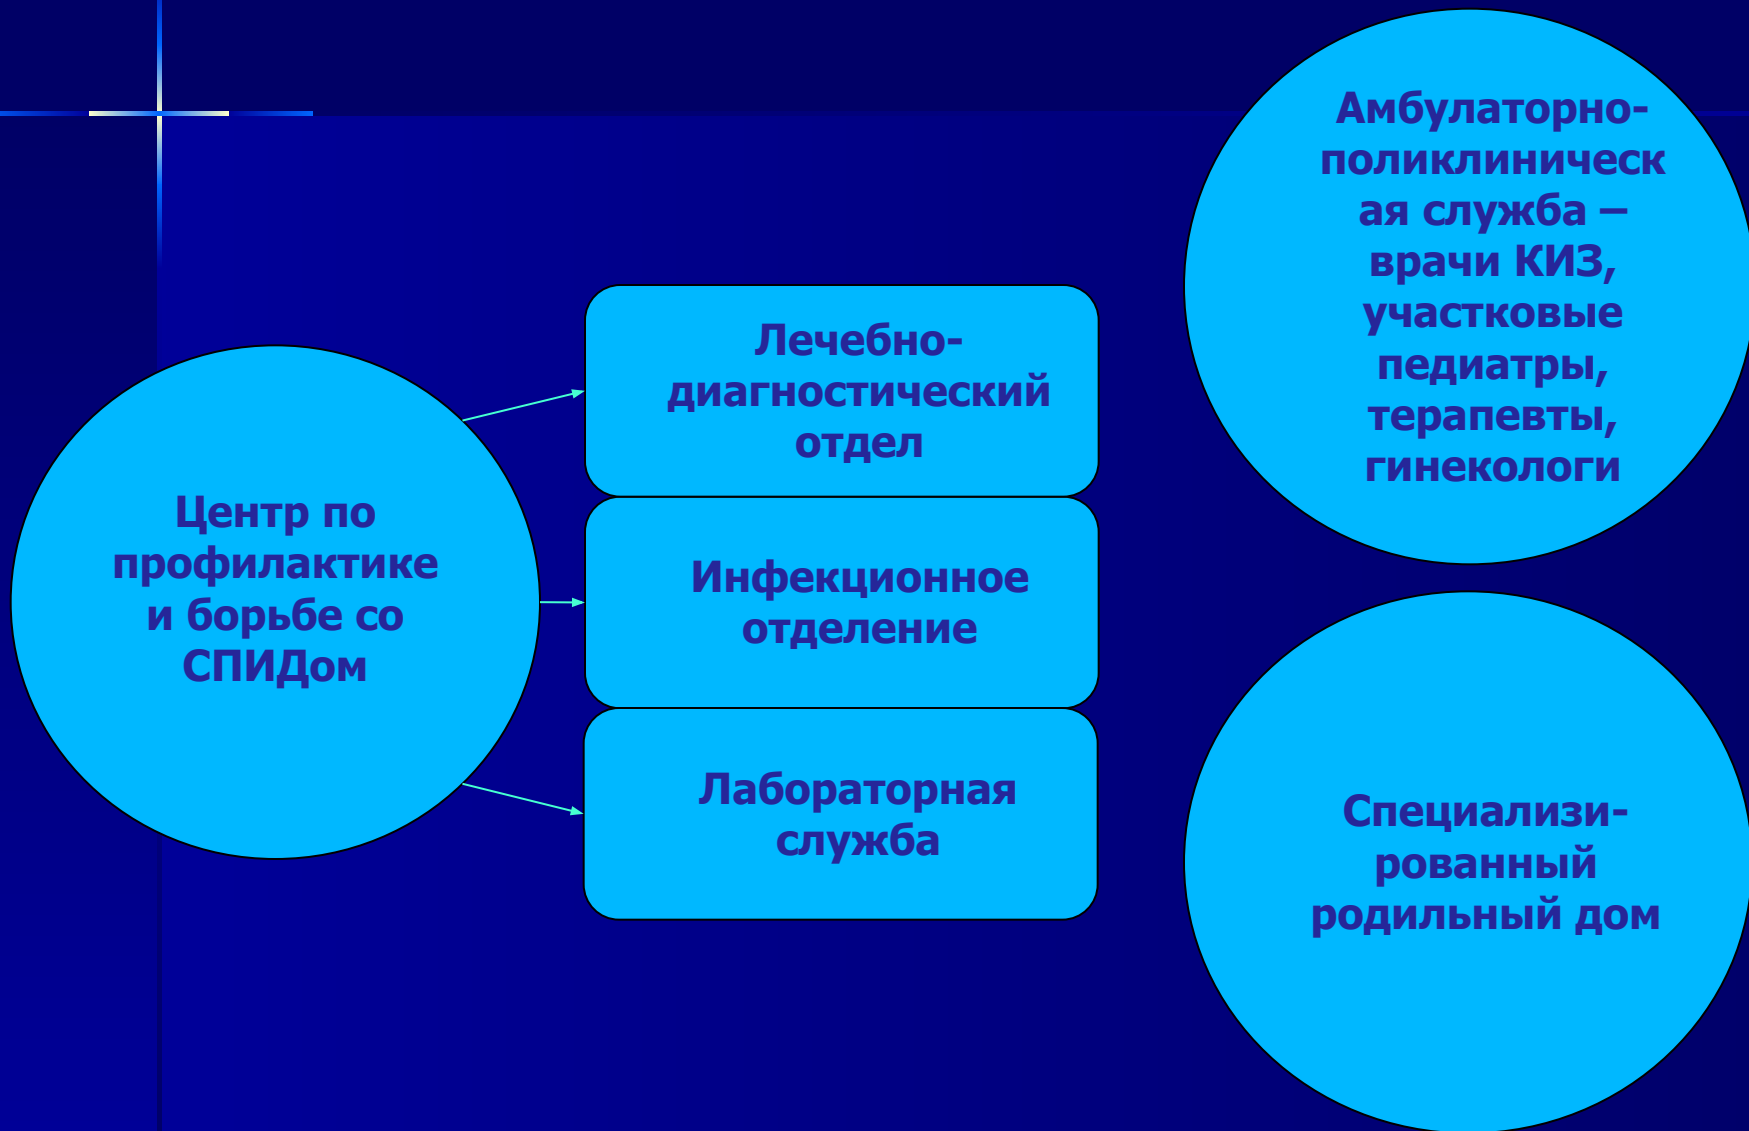 Центр по
профилактике
и борьбе со
СПИДом
Лечебно-
диагностический
отдел
Инфекционное
отделение
Лабораторная
служба
Амбулаторно-
поликлиническ
ая служба –
врачи КИЗ,
участковые
педиатры,
терапевты,
гинекологи
Специализи-
рованный
родильный дом